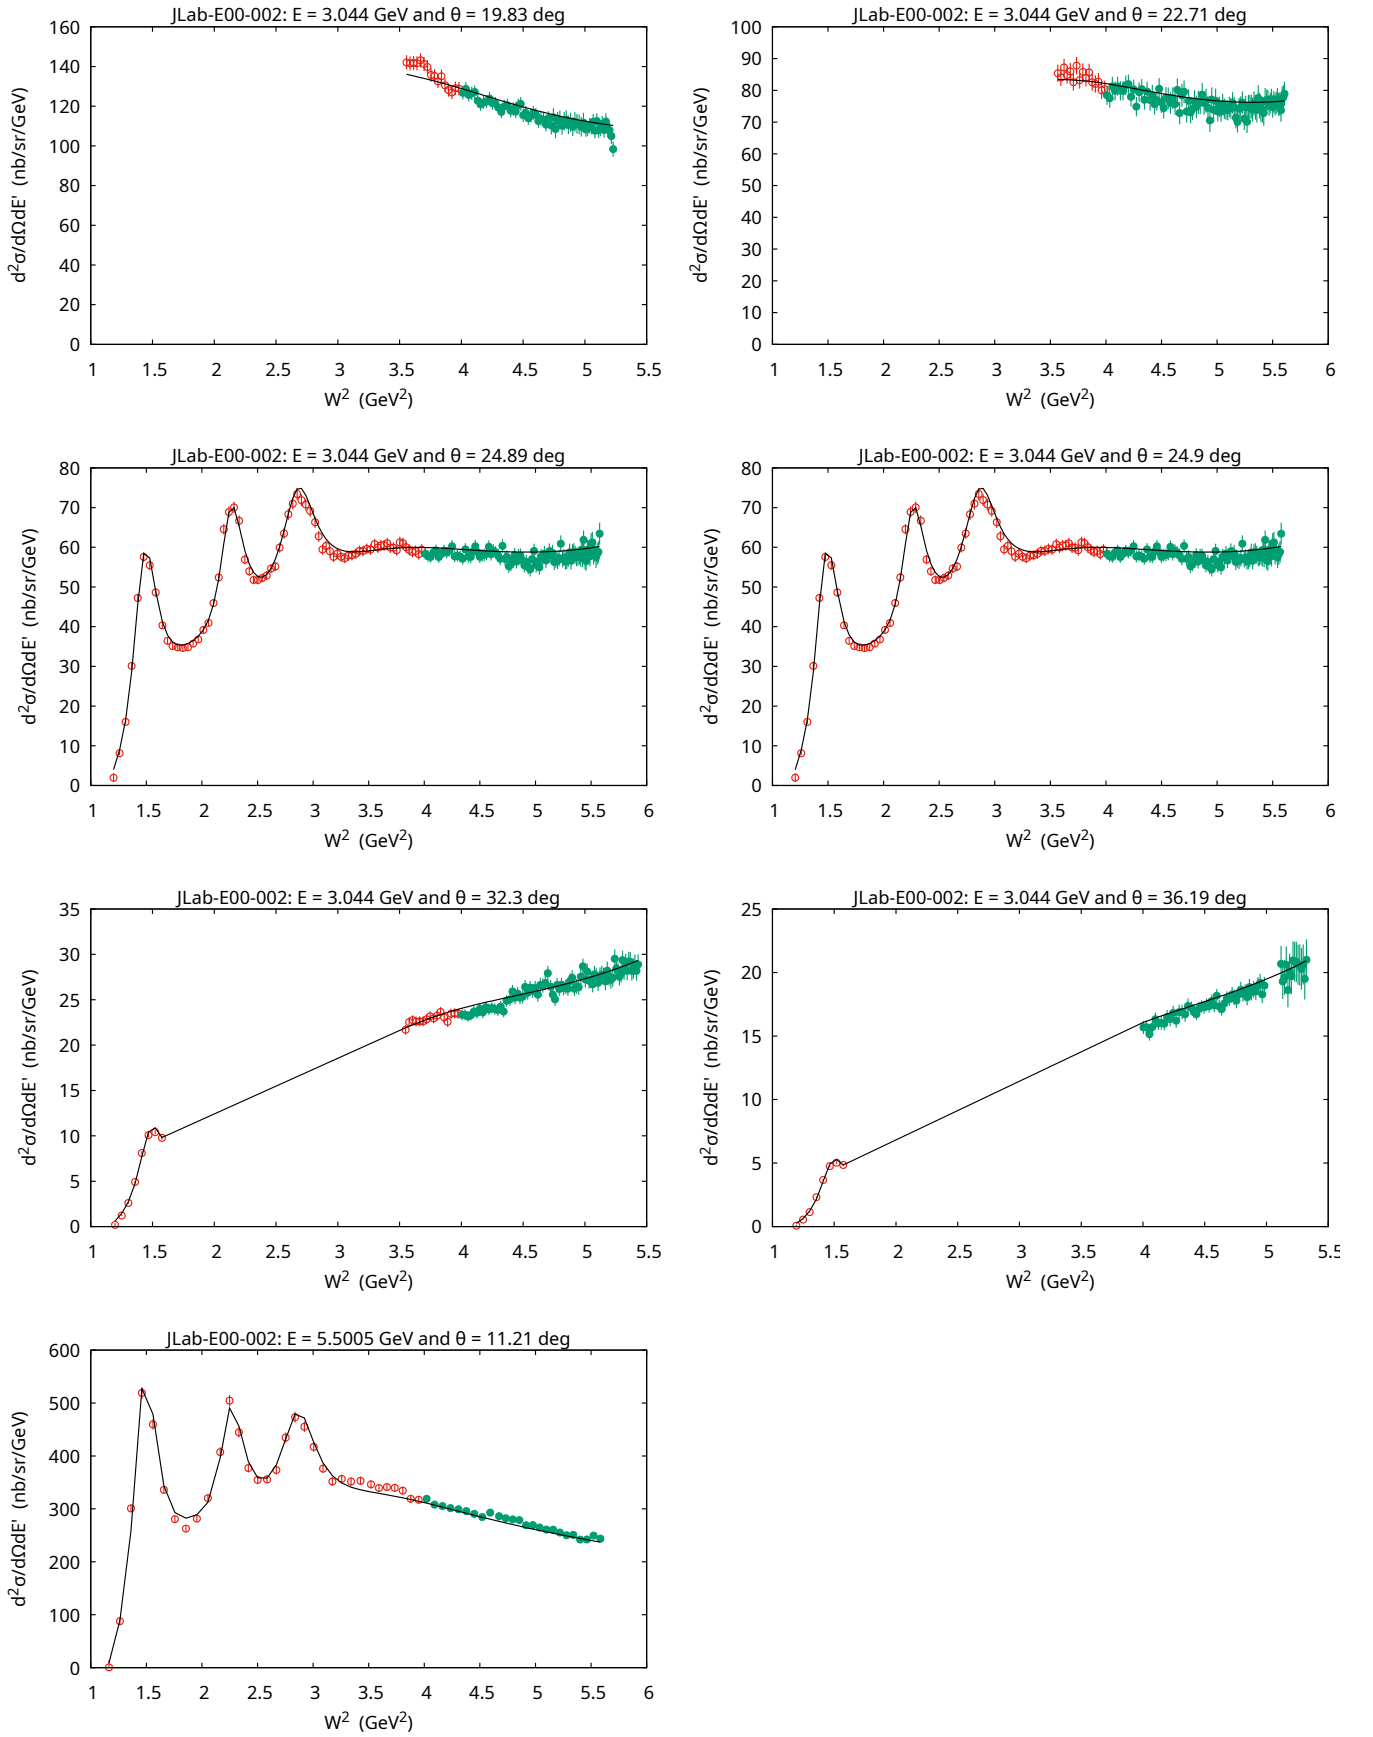 JLab-E00-002: E = 3.044 GeV and θ = 19.83 deg
d²σ/dΩdE' (nb/sr/GeV)
160
140
120
100
80
60
40
20
0
1 1.5 2 2.5 3 3.5 4 4.5 5 5.5
W² (GeV²)
JLab-E00-002: E = 3.044 GeV and θ = 22.71 deg
d²σ/dΩdE' (nb/sr/GeV)
100
90
80
70
60
50
40
30
20
10
0
1 1.5 2 2.5 3 3.5 4 4.5 5 5.5 6
W² (GeV²)
JLab-E00-002: E = 3.044 GeV and θ = 24.89 deg
d²σ/dΩdE' (nb/sr/GeV)
80
70
60
50
40
30
20
10
0
1 1.5 2 2.5 3 3.5 4 4.5 5 5.5 6
W² (GeV²)
JLab-E00-002: E = 3.044 GeV and θ = 24.9 deg
d²σ/dΩdE' (nb/sr/GeV)
80
70
60
50
40
30
20
10
0
1 1.5 2 2.5 3 3.5 4 4.5 5 5.5 6
W² (GeV²)
JLab-E00-002: E = 3.044 GeV and θ = 32.3 deg
d²σ/dΩdE' (nb/sr/GeV)
35
30
25
20
15
10
5
0
1 1.5 2 2.5 3 3.5 4 4.5 5 5.5
W² (GeV²)
JLab-E00-002: E = 3.044 GeV and θ = 36.19 deg
d²σ/dΩdE' (nb/sr/GeV)
25
20
15
10
5
0
1 1.5 2 2.5 3 3.5 4 4.5 5 5.5
W² (GeV²)
JLab-E00-002: E = 5.5005 GeV and θ = 11.21 deg
d²σ/dΩdE' (nb/sr/GeV)
600
500
400
300
200
100
0
1 1.5 2 2.5 3 3.5 4 4.5 5 5.5 6
W² (GeV²)